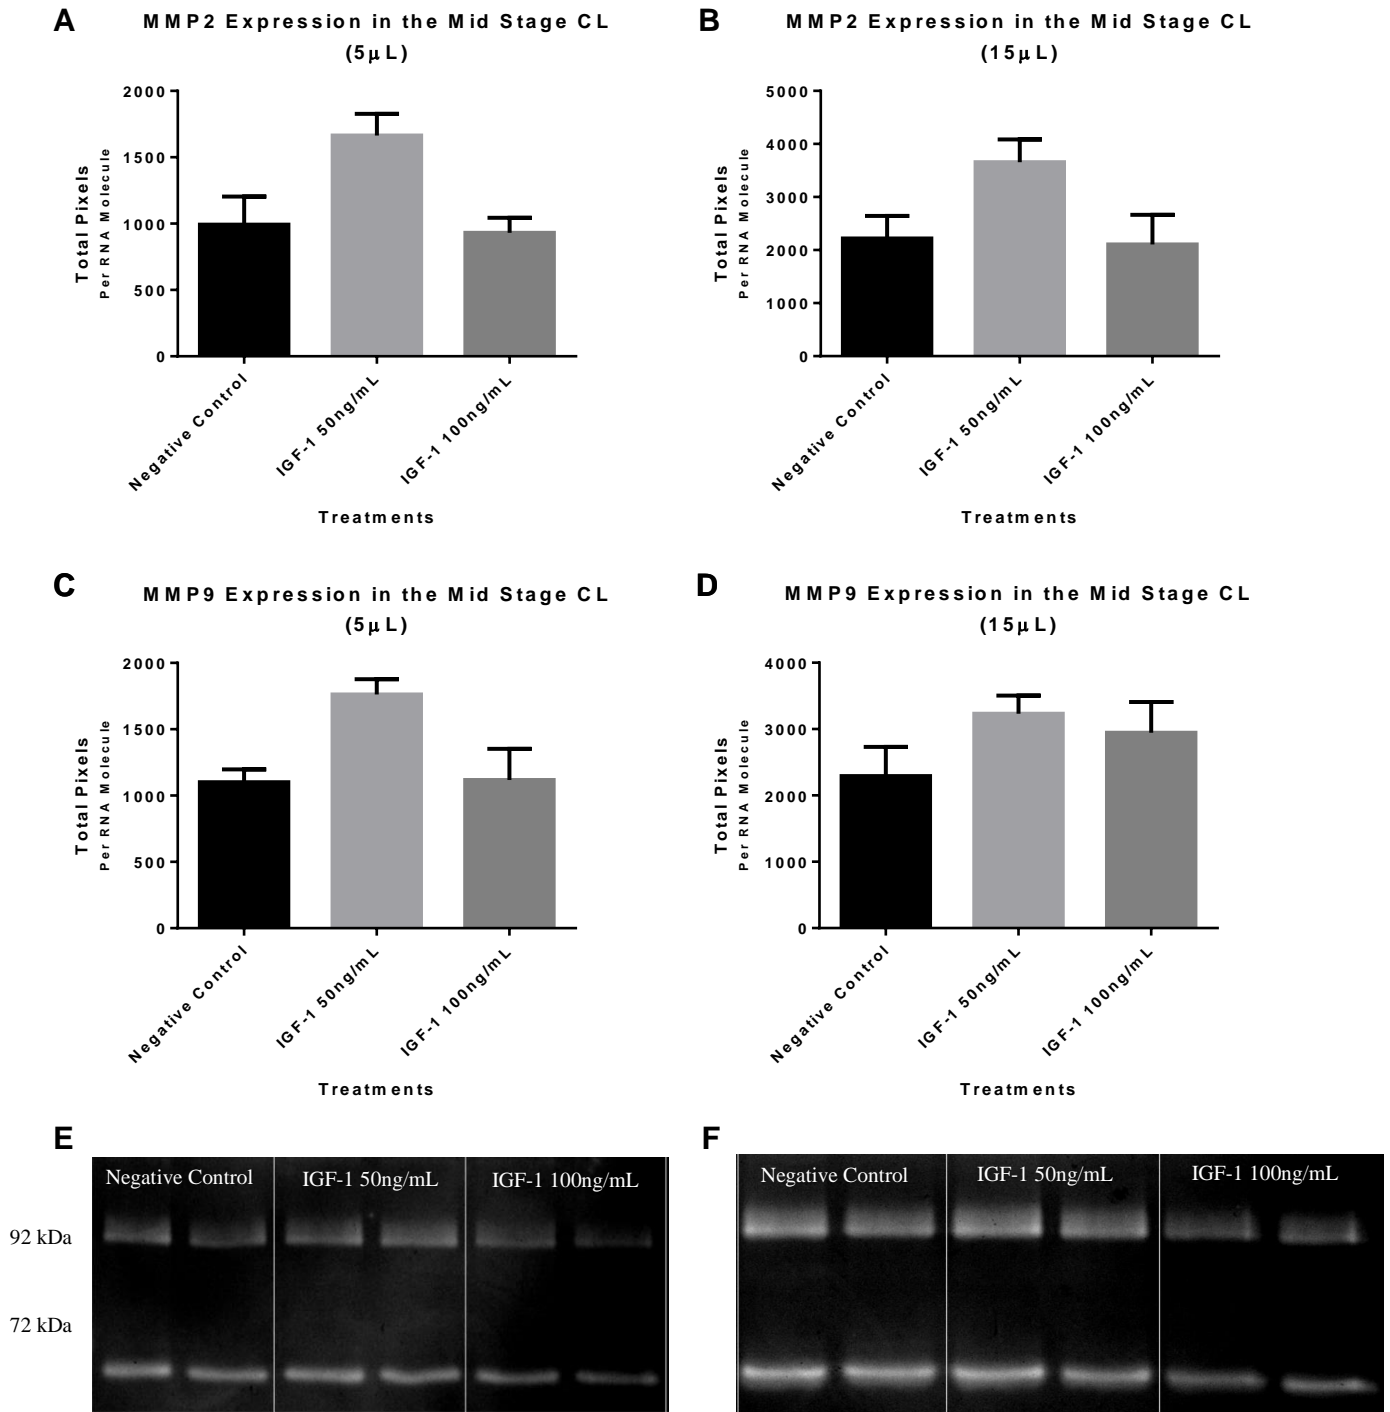 A
MMP2 Expression in the Mid Stage CL
(5μL)
Total Pixels
Per RNA Molecule
2000
1500
1000
500
0
Negative Control
IGF-1 50ng/mL
IGF-1 100ng/mL
Treatments
B
MMP2 Expression in the Mid Stage CL
(15μL)
Total Pixels
Per RNA Molecule
5000
4000
3000
2000
1000
0
Negative Control
IGF-1 50ng/mL
IGF-1 100ng/mL
Treatments
C
MMP9 Expression in the Mid Stage CL
(5μL)
Total Pixels
Per RNA Molecule
2000
1500
1000
500
0
Negative Control
IGF-1 50ng/mL
IGF-1 100ng/mL
Treatments
D
MMP9 Expression in the Mid Stage CL
(15μL)
Total Pixels
Per RNA Molecule
4000
3000
2000
1000
0
Negative Control
IGF-1 50ng/mL
IGF-1 100ng/mL
Treatments
E
Negative Control
IGF-1 50ng/mL
IGF-1 100ng/mL
92 kDa
72 kDa
F
Negative Control
IGF-1 50ng/mL
IGF-1 100ng/mL